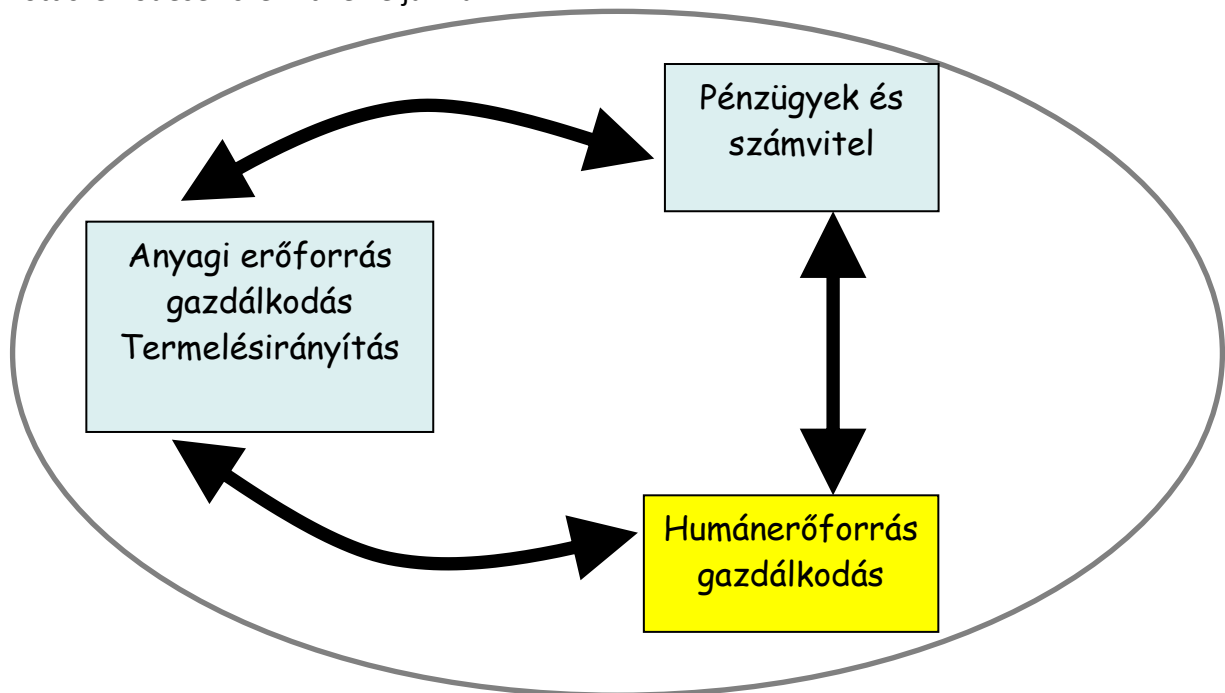 Pénzügyek és
számvitel
Anyagi erőforrás
gazdálkodás
Termelésirányítás
Humánerőforrás
gazdálkodás